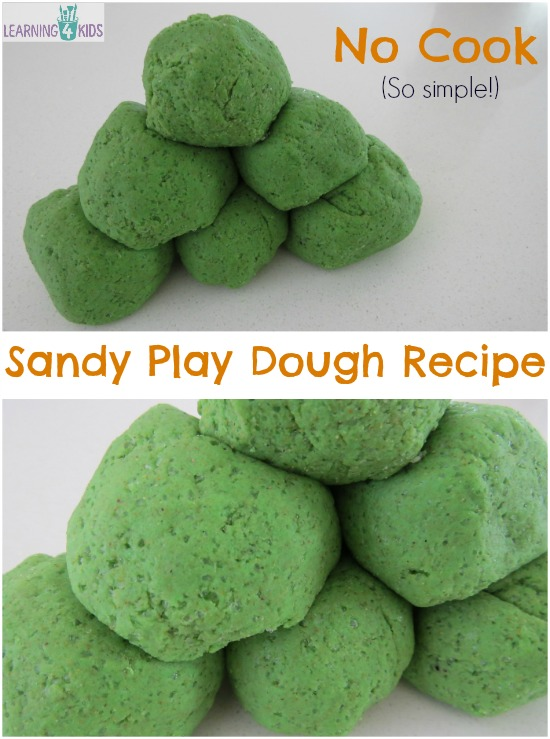 LEARNING 4 KIDS
No Cook
(So simple!)
Sandy Play Dough Recipe